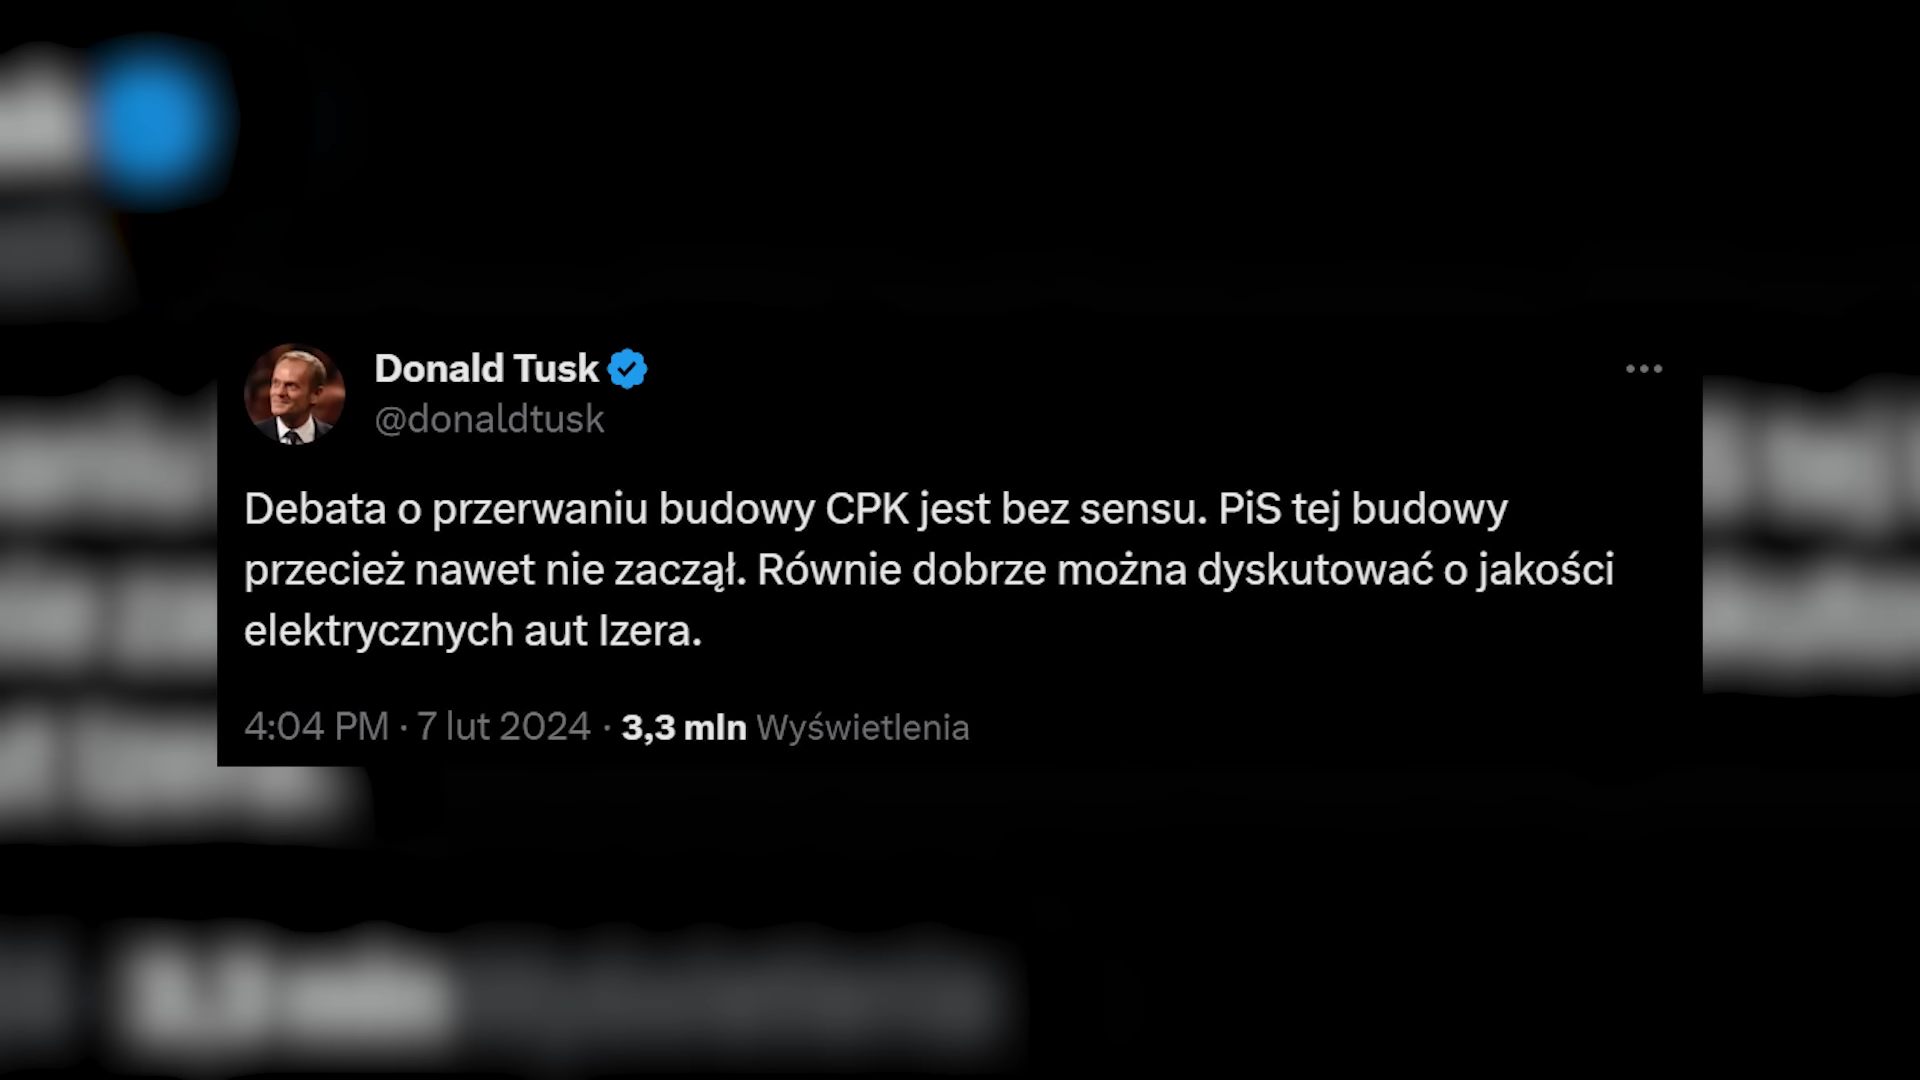 Donald Tusk
@donaldtusk
Debata o przerwaniu budowy CPK jest bez sensu. PiS tej budowy
przecież nawet nie zaczął. Równie dobrze można dyskutować o jakości
elektrycznych aut Izera.
4:04 PM · 7 lut 2024 · 3,3 mln Wyświetlenia